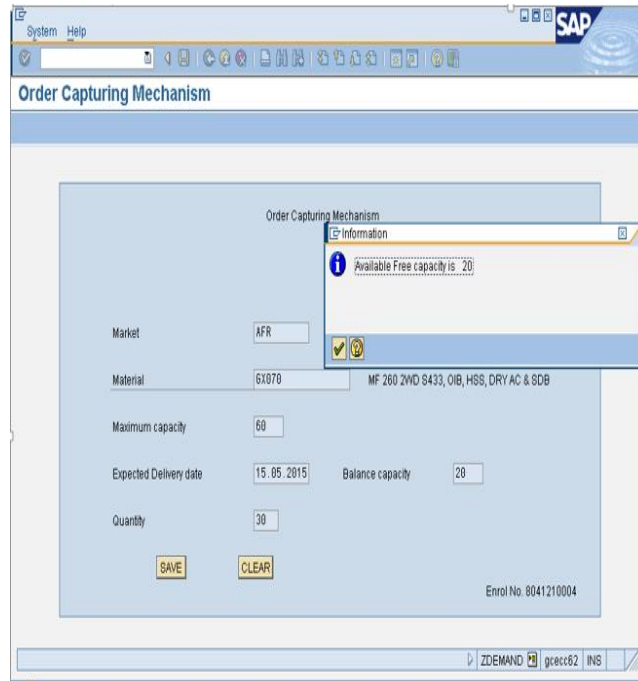 System Help
SAP
Order Capturing Mechanism
Order Capturing Mechanism
Information
Available Free capacity is 20
Market AFR
Material GX070 MF 260 2WD S433, OIB, HSS, DRY AC & SDB
Maximum capacity 60
Expected Delivery date 15.05.2015 Balance capacity 20
Quantity 30
SAVE CLEAR
Enrol No. 8041210004
ZDEMAND gcecc62 INS